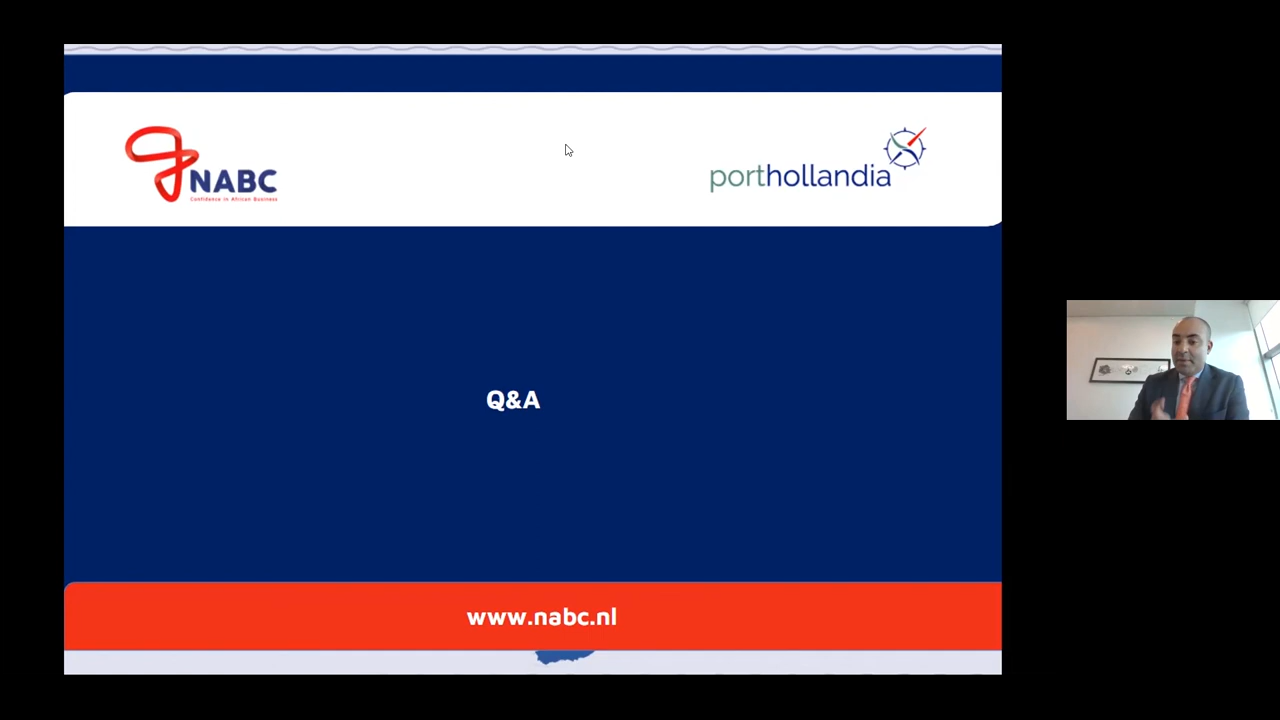 NABC
Confidence in African Business
porthollandia
Q&A
www.nabc.nl